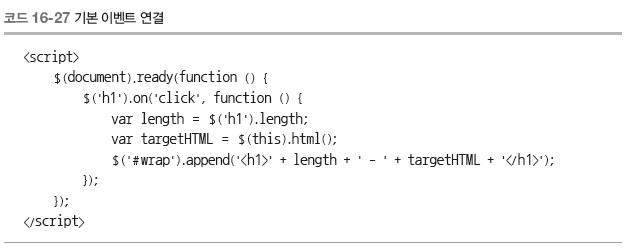 코드 16-27 기본 이벤트 연결
<script>
    $(document).ready(function () {
        $('h1').on('click', function () {
            var length = $('h1').length;
            var targetHTML = $(this).html();
            $('#wrap').append('<h1>' + length + ' - ' + targetHTML + '</h1>');
        });
    });
</script>